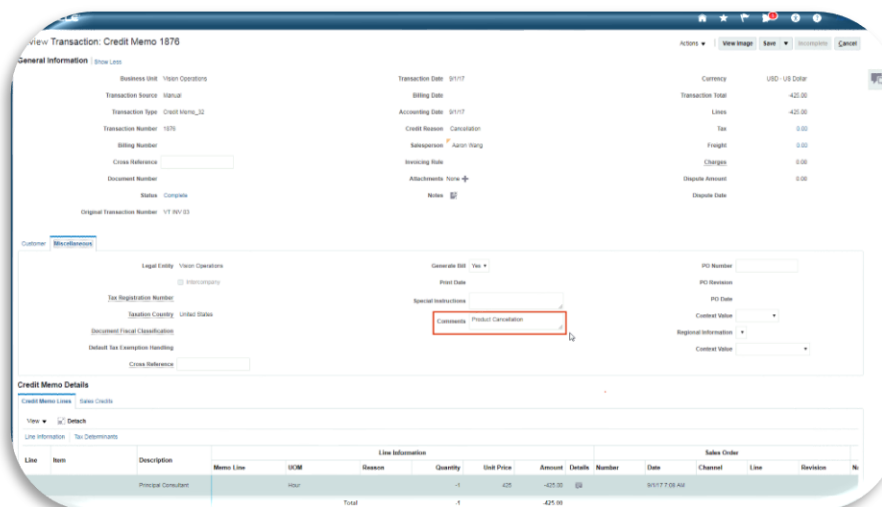 View Transaction: Credit Memo 1876
Actions View Image Save Incomplete Cancel
General Information Show Less
Business Unit Vision Operations Transaction Date 9/1/17 Currency USD - US Dollar
Transaction Source Manual Billing Date Transaction Total -425.00
Transaction Type Credit Memo_32 Accounting Date 9/1/17 Lines -425.00
Transaction Number 1876 Credit Reason Cancellation Tax 0.00
Billing Number Salesperson Aaron Wang Freight 0.00
Cross Reference Invoicing Rule Charges 0.00
Document Number Attachments None Dispute Amount 0.00
Status Complete Notes Dispute Date
Original Transaction Number VT INV 03
Customer Miscellaneous
Legal Entity Vision Operations Generate Bill Yes PO Number
Intercompany Print Date PO Revision
Tax Registration Number Special Instructions PO Date
Taxation Country United States Comments Product Cancellation Context Value
Document Fiscal Classification Regional Information
Default Tax Exemption Handling Context Value
Cross Reference
Credit Memo Details
Credit Memo Lines Sales Credits
View Detach
Line Information Tax Determinants
Line Information Sales Order
Line Item Description Memo Line UOM Reason Quantity Unit Price Amount Details Number Date Channel Line Revision
Principal Consultant Hour -1 425 -425.00 9/1/17 7:08 AM
Total -1 -425.00